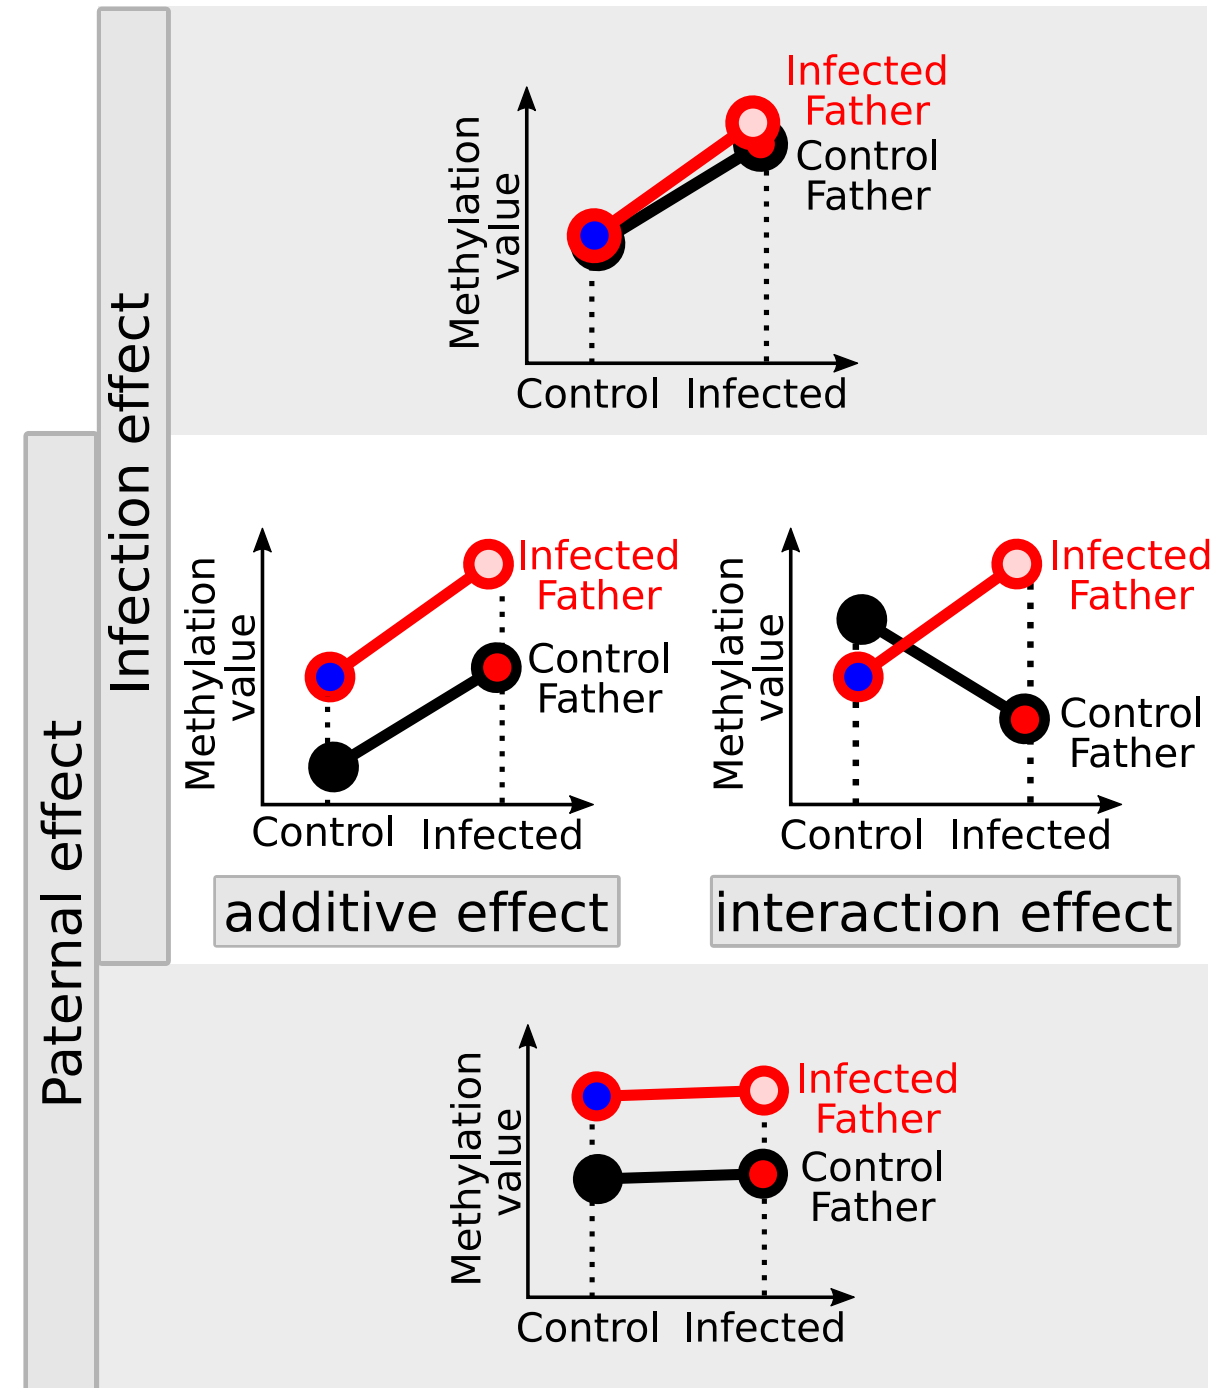 Infection effect
Paternal effect
Methylation
value
Infected
Father
Control
Father
Control
Infected
Methylation
value
Infected
Father
Control
Father
Control
Infected
additive effect
Methylation
value
Infected
Father
Control
Father
Control
Infected
interaction effect
Methylation
value
Infected
Father
Control
Father
Control
Infected